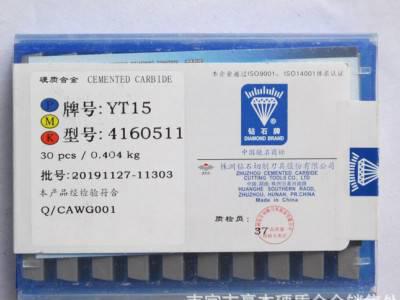 硬质合金 CEMENTED CARBIDE
本企业通过ISO9001、ISO14001体系认证
P 牌号: YT15
M
K 型号: 4160511
30 pcs / 0.404 kg
批号: 20191127-11303
本产品经检验符合
Q/CAWG001
钻石牌
DIAMOND BRAND
中国驰名商标
株洲钻石切削刀具股份有限公司
ZHUZHOU CEMENTED CARBIDE
CUTTING TOOLS CO., LTD
HUANGHE SOUTHERN RAOD,
ZHUZHOU, HUNAN, PR.CHINA
质检员:
37